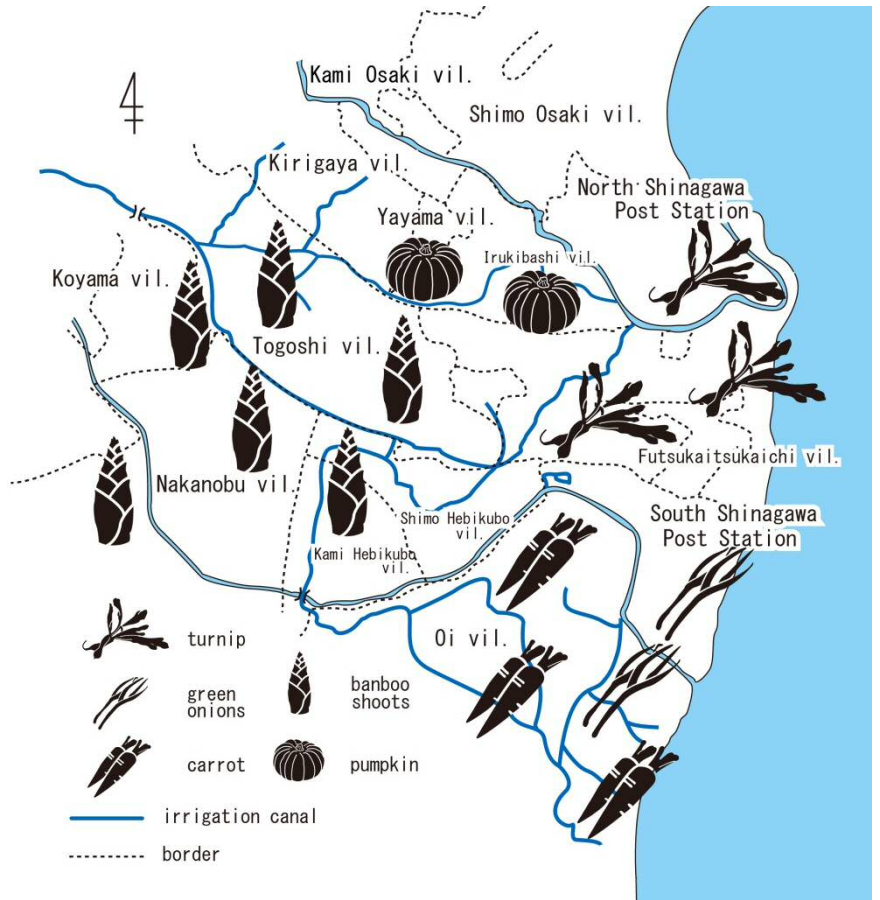 Kami Osaki vil.
Shimo Osaki vil.
4
Kirigaya vil.
North Shinagawa
Post Station
Yayama vil.
Irukibashi vil.
Koyama vil.
Togoshi vil.
Futsukaitsukaichi vil.
Nakanobu vil.
Shimo Hebikubo
vil.
South Shinagawa
Post Station
Kami Hebikubo
vil.
Oi vil.
turnip
green
onions
banboo
shoots
carrot
pumpkin
irrigation canal
border